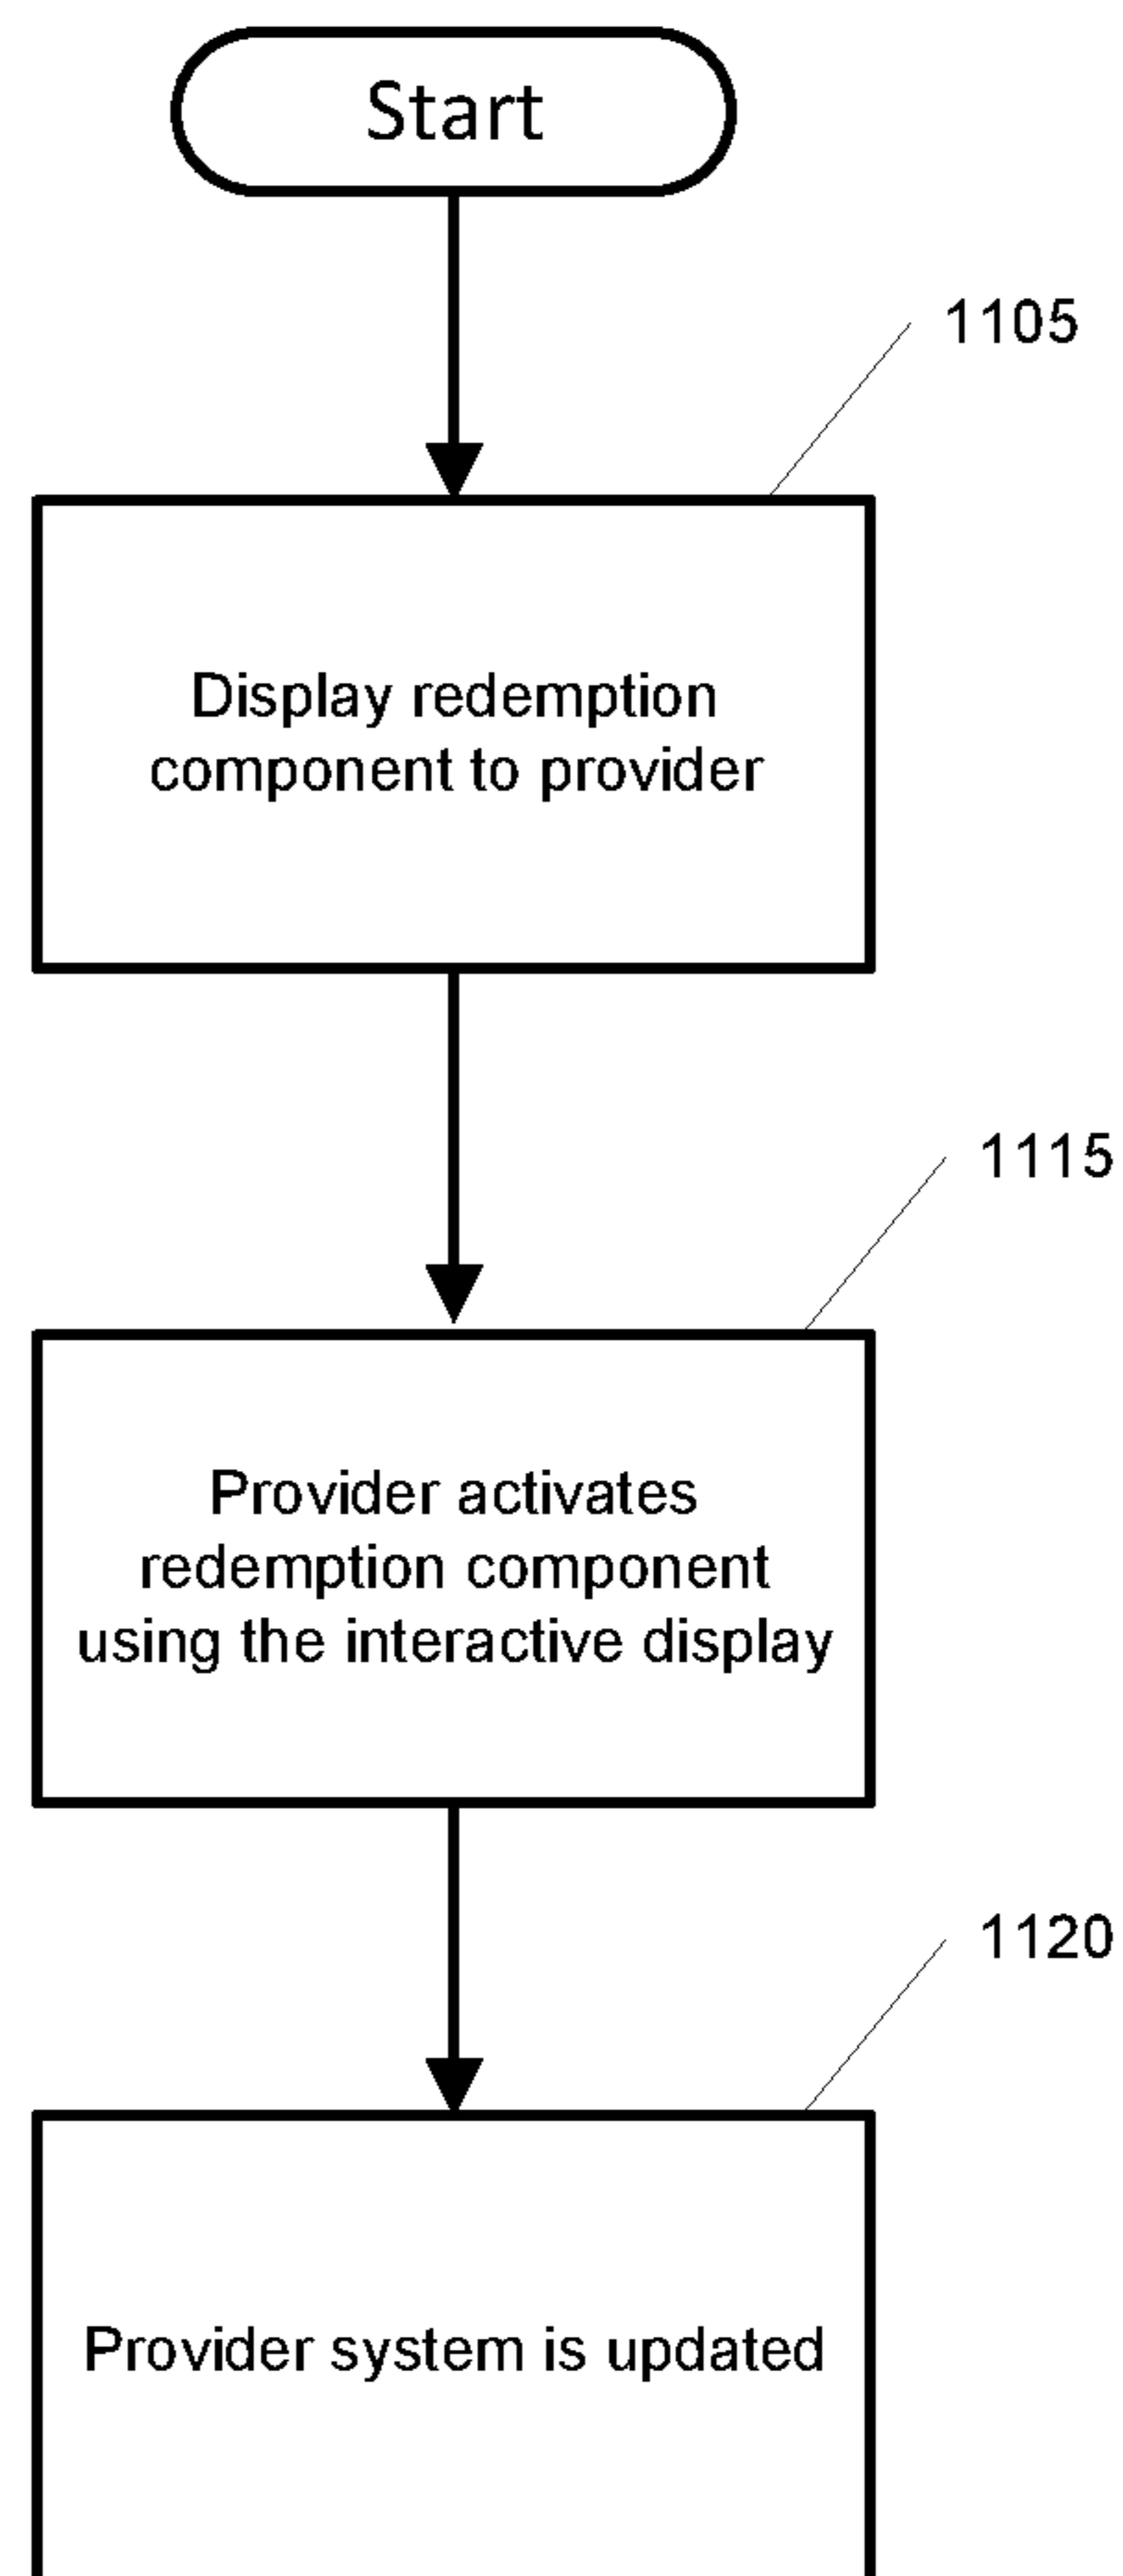 Start
1105
Display redemption
component to provider
1115
Provider activates
redemption component
using the interactive display
1120
Provider system is updated